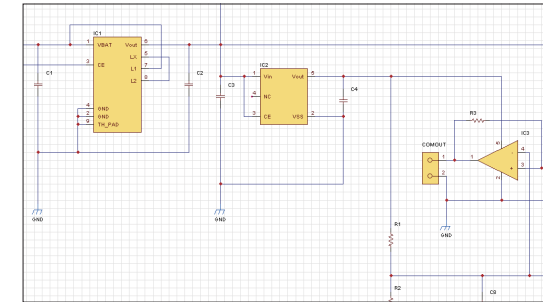 IC1
1 VBAT Vout 6
LX 5
3 CE L1 7
L2 8
4 GND
2 GND
9 TH_PAD
C1
C2
GND
IC2
1 Vin Vout 5
4 NC
3 CE VSS 2
C3
C4
GND
R3
IC3
COMOUT
1
2
1
5
- 4
+ 3
2
GND
R1
R2